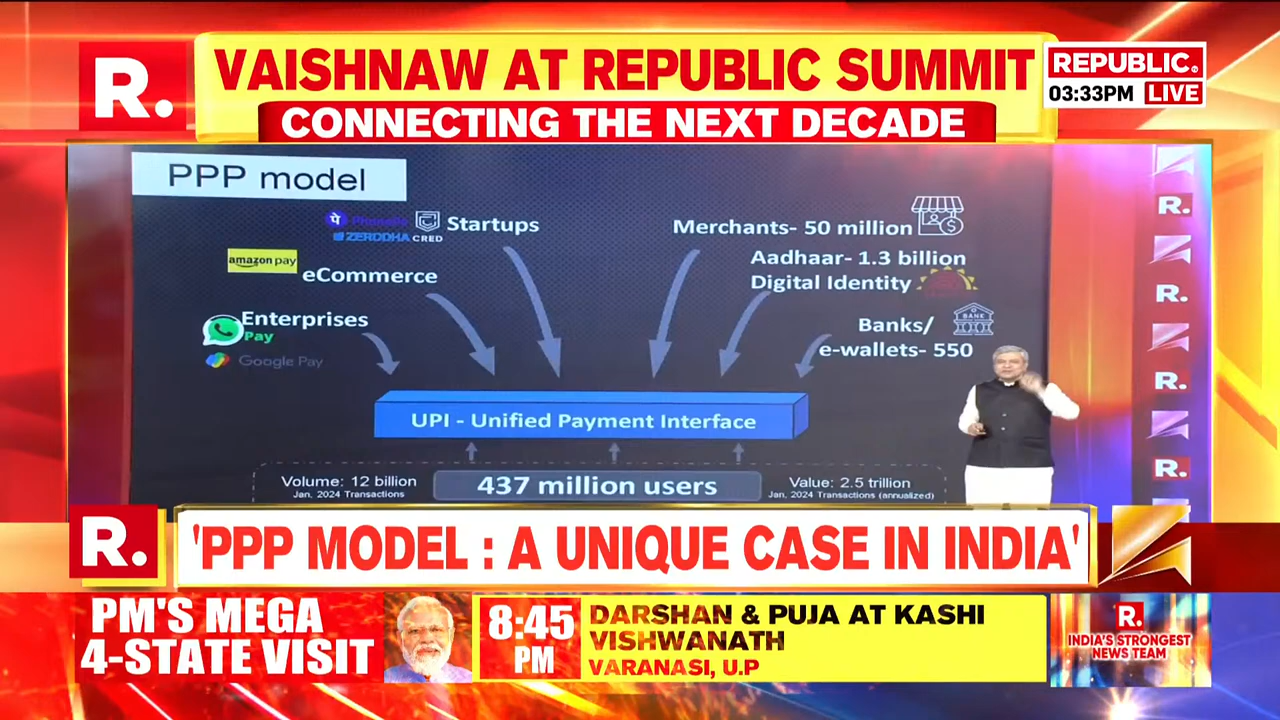 R.
VAISHNAW AT REPUBLIC SUMMIT
CONNECTING THE NEXT DECADE
REPUBLIC.
03:33PM LIVE
PPP model
पे PhonePe
ZERODHA CRED
Startups
amazon pay
eCommerce
Enterprises
Pay
Google Pay
Merchants- 50 million
Aadhaar- 1.3 billion
Digital Identity
BANK
Banks/
e-wallets- 550
UPI - Unified Payment Interface
Volume: 12 billion
Jan, 2024 Transactions
437 million users
Value: 2.5 trillion
Jan, 2024 Transactions (annualized)
R.
R.
R.
R.
R.
'PPP MODEL : A UNIQUE CASE IN INDIA'
PM'S MEGA
4-STATE VISIT
8:45
PM
DARSHAN & PUJA AT KASHI
VISHWANATH
VARANASI, U.P
R.
INDIA'S STRONGEST
NEWS TEAM